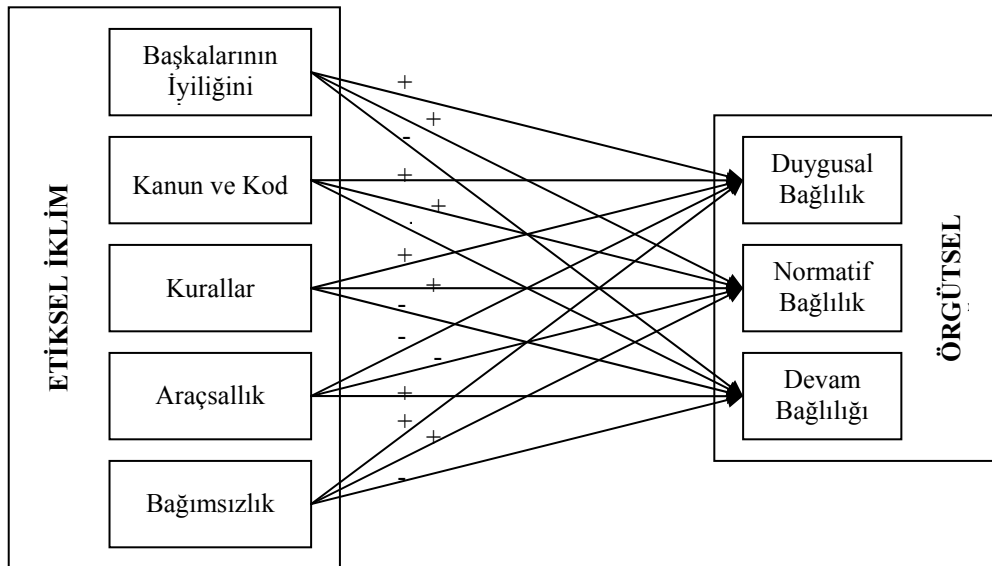 ETİKSEL İKLİM
Başkalarının
İyiliğini
Kanun ve Kod
Kurallar
Araçsallık
Bağımsızlık
+
+
-
+
+
+
+
-
-
-
+
+
+
-
Duygusal
Bağlılık
Normatif
Bağlılık
Devam
Bağlılığı
ÖRGÜTSEL